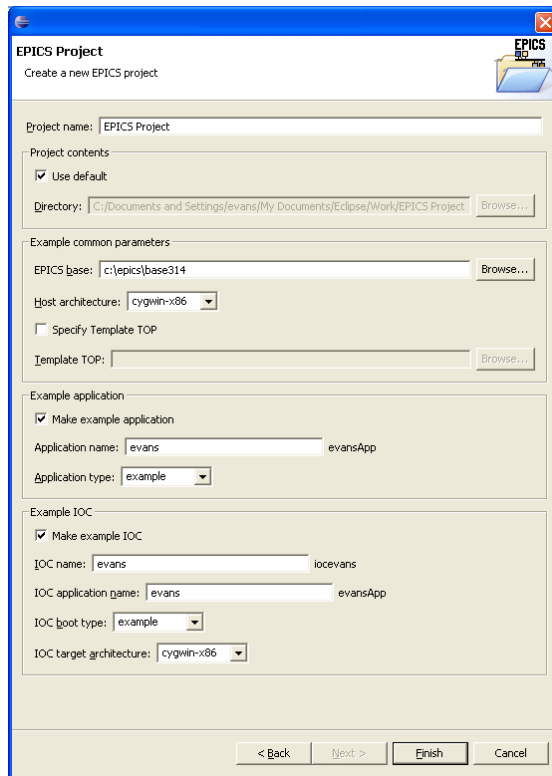 EPICS Project
Create a new EPICS project
EPICS
Project name: EPICS Project
Project contents
Use default
Directory: C:/Documents and Settings/evans/My Documents/Eclipse/Work/EPICS Project Browse...
Example common parameters
EPICS base: c:\epics\base314 Browse...
Host architecture: cygwin-x86
Specify Template TOP
Template TOP: Browse...
Example application
Make example application
Application name: evans evansApp
Application type: example
Example IOC
Make example IOC
IOC name: evans iocevans
IOC application name: evans evansApp
IOC boot type: example
IOC target architecture: cygwin-x86
< Back Next > Finish Cancel